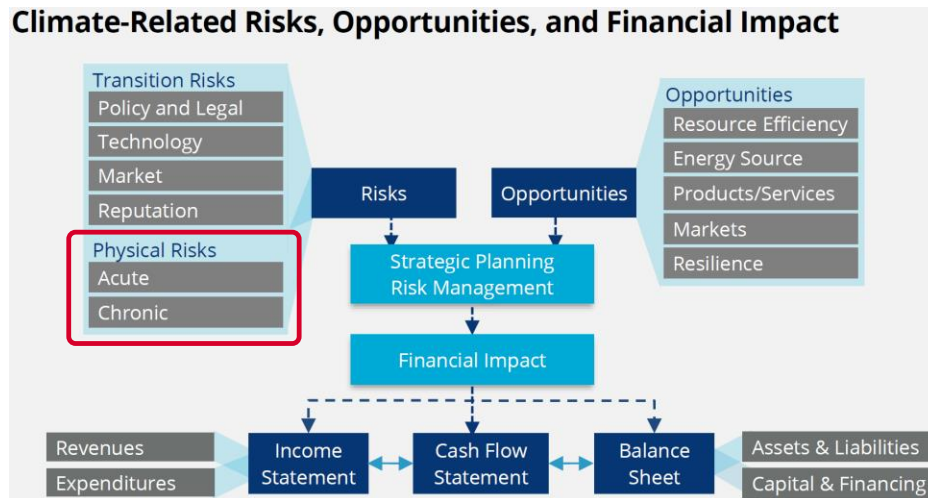 Climate-Related Risks, Opportunities, and Financial Impact
Transition Risks
Policy and Legal
Technology
Market
Reputation
Physical Risks
Acute
Chronic
Risks
Opportunities
Opportunities
Resource Efficiency
Energy Source
Products/Services
Markets
Resilience
Strategic Planning
Risk Management
Financial Impact
Revenues
Expenditures
Income
Statement
Cash Flow
Statement
Balance
Sheet
Assets & Liabilities
Capital & Financing